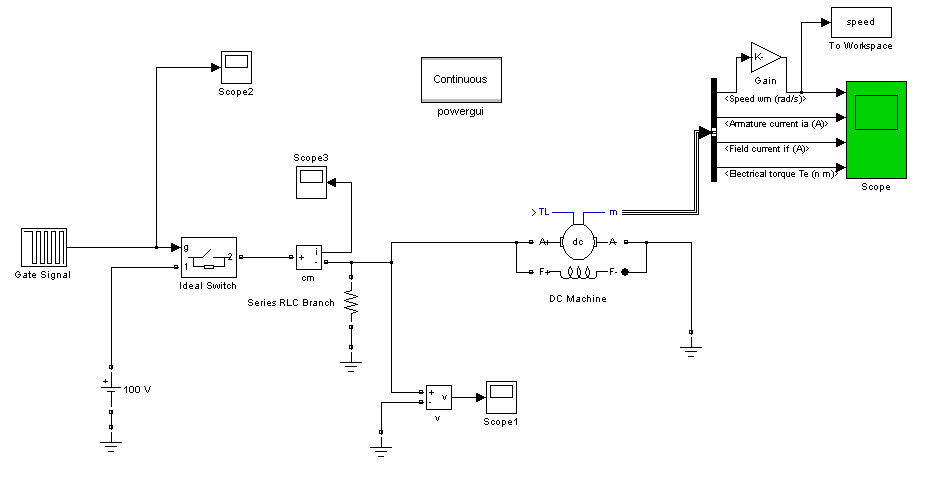 speed
To Workspace
K-
Gain
Scope2
Continuous
powergui
<Speed wm (rad/s)>
<Armature current ia (A)>
<Field current if (A)>
<Electrical torque Te (n m)>
Scope
Scope3
TL
m
Gate Signal
g
1
2
Ideal Switch
+
i
-
cm
A+
dc
A-
F+
F-
DC Machine
Series RLC Branch
+
100 V
+
-
v
v
Scope1